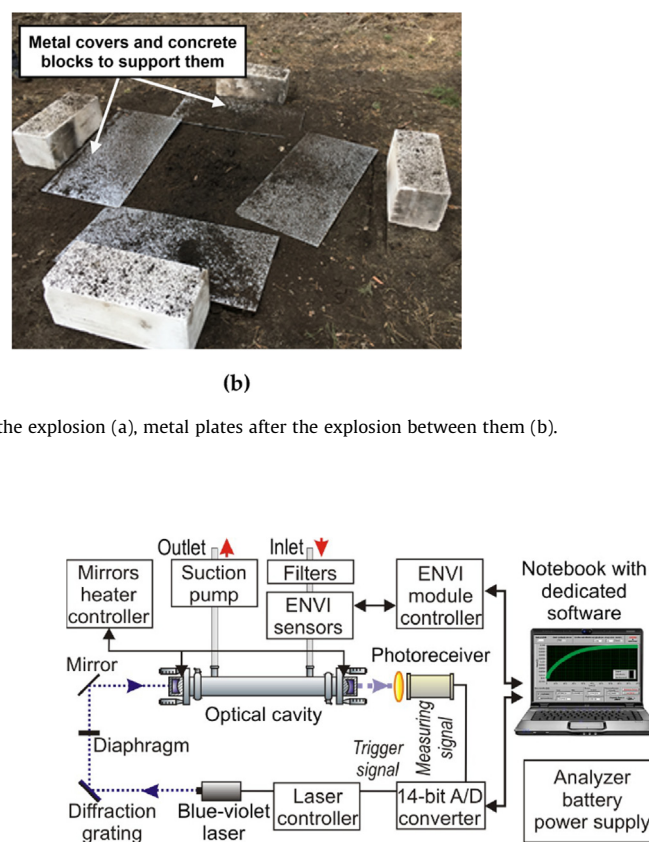 Metal covers and concrete
blocks to support them
(b)
the explosion (a), metal plates after the explosion between them (b).
Outlet
Inlet
Mirrors
heater
controller
Suction
pump
Filters
ENVI
sensors
ENVI
module
controller
Notebook with
dedicated
software
Mirror
Photoreceiver
Optical cavity
Diaphragm
Trigger
signal
Measuring
signal
Diffraction
grating
Blue-violet
laser
Laser
controller
14-bit A/D
converter
Analyzer
battery
power supply